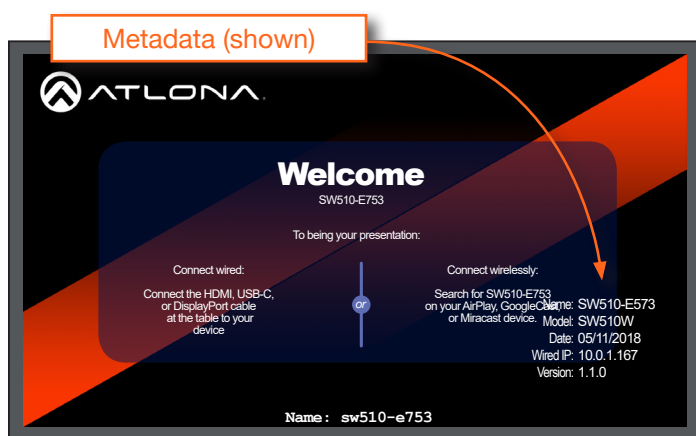 Metadata (shown)
ATLONA.
Welcome
SW510-E753
To being your presentation:
Connect wired:
Connect the HDMI, USB-C,
or DisplayPort cable
at the table to your
device
or
Connect wirelessly:
Search for SW510-E753
on your AirPlay, GoogleCast,
or Miracast device.
Name: SW510-E573
Model: SW510W
Date: 05/11/2018
Wired IP: 10.0.1.167
Version: 1.1.0
Name: sw510-e753